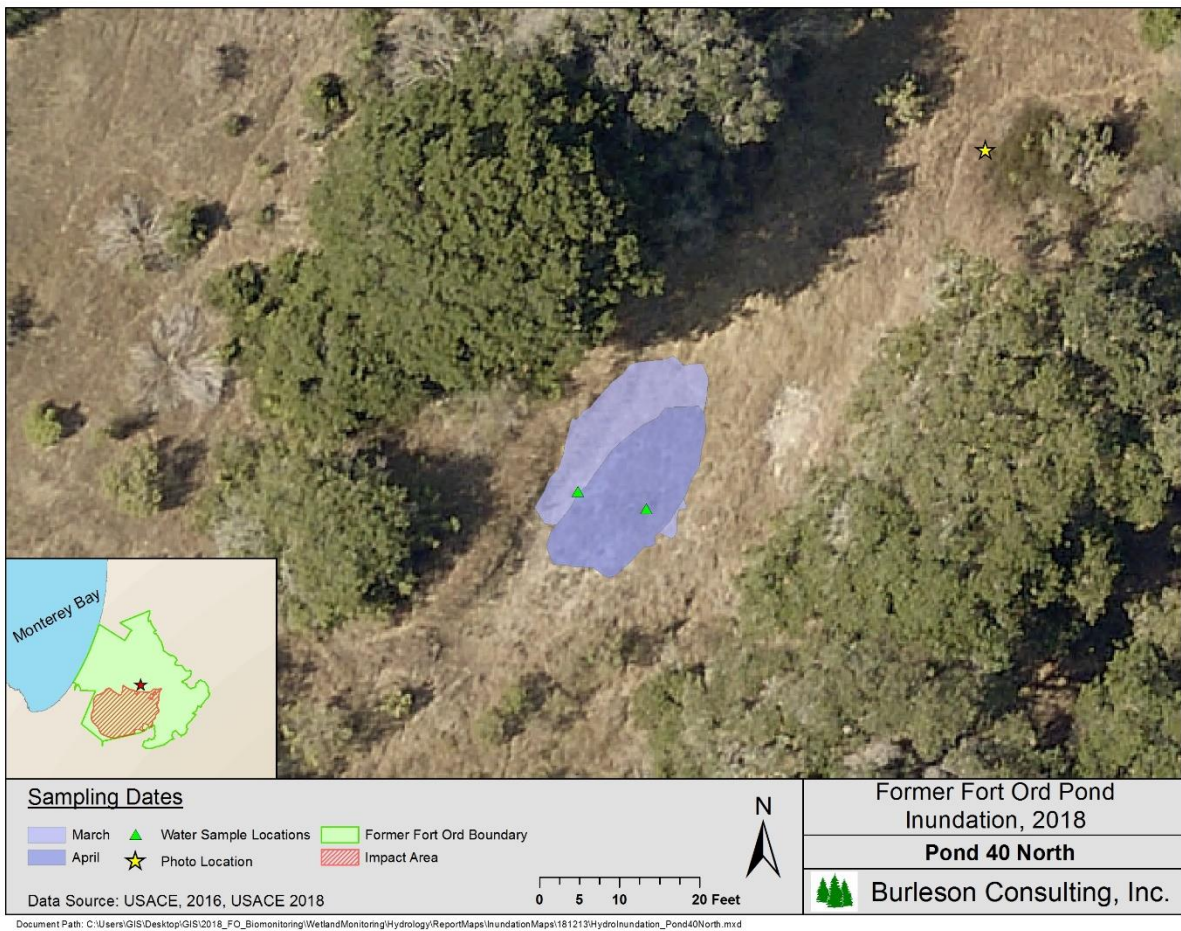 Monterey Bay
Sampling Dates
March
Water Sample Locations
Former Fort Ord Boundary
April
Photo Location
Impact Area
Data Source: USACE, 2016, USACE 2018
N
0 5 10 20 Feet
Former Fort Ord Pond
Inundation, 2018
Pond 40 North
Burleson Consulting, Inc.
Document Path: C:\Users\GIS\Desktop\GIS\2018_FO_Biomonitoring\WetlandMonitoring\Hydrology\ReportMaps\InundationMaps\181213\HydroInundation_Pond40North.mxd